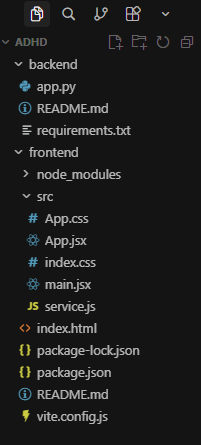 ADHD
backend
app.py
README.md
requirements.txt
frontend
node_modules
src
App.css
App.jsx
index.css
main.jsx
service.js
index.html
package-lock.json
package.json
README.md
vite.config.js